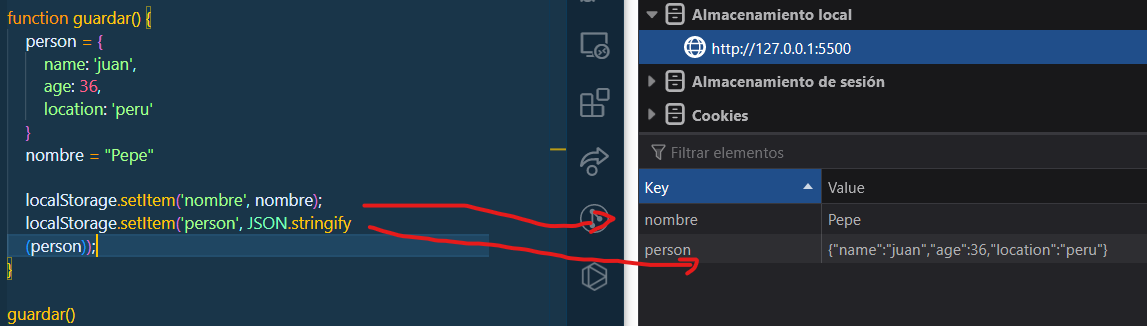 function guardar() {
person = {
name: 'juan',
age: 36,
location: 'peru'
}
nombre = "Pepe"
localStorage.setItem('nombre', nombre);
localStorage.setItem('person', JSON.stringify
(person));
}
guardar()
Almacenamiento local
http://127.0.0.1:5500
Almacenamiento de sesión
Cookies
Filtrar elementos
Key Value
nombre Pepe
person {"name":"juan","age":36,"location":"peru"}